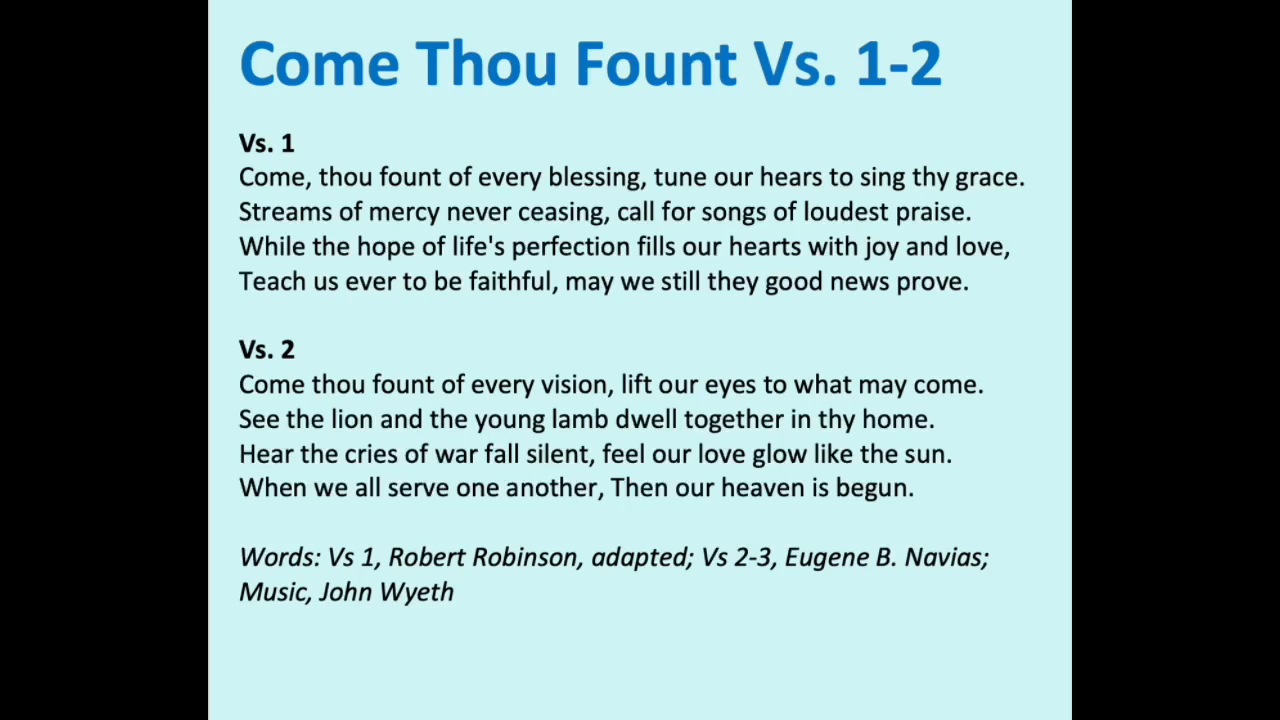 Come Thou Fount Vs. 1-2
Vs. 1
Come, thou fount of every blessing, tune our hears to sing thy grace.
Streams of mercy never ceasing, call for songs of loudest praise.
While the hope of life's perfection fills our hearts with joy and love,
Teach us ever to be faithful, may we still they good news prove.
Vs. 2
Come thou fount of every vision, lift our eyes to what may come.
See the lion and the young lamb dwell together in thy home.
Hear the cries of war fall silent, feel our love glow like the sun.
When we all serve one another, Then our heaven is begun.
Words: Vs 1, Robert Robinson, adapted; Vs 2-3, Eugene B. Navias;
Music, John Wyeth